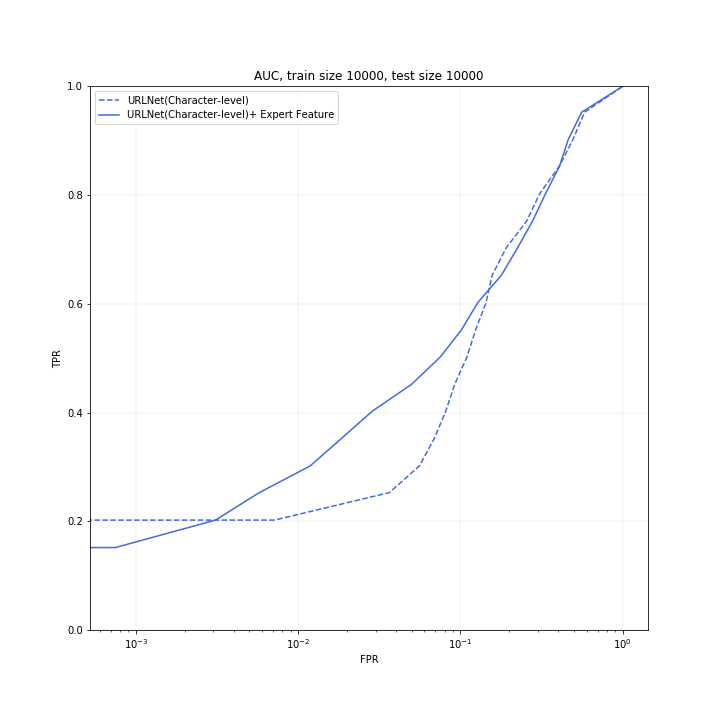 AUC, train size 10000, test size 10000
URLNet(Character-level)
URLNet(Character-level)+ Expert Feature
1.0
0.8
0.6
0.4
0.2
0.0
TPR
10⁻³ 10⁻² 10⁻¹ 10⁰
FPR